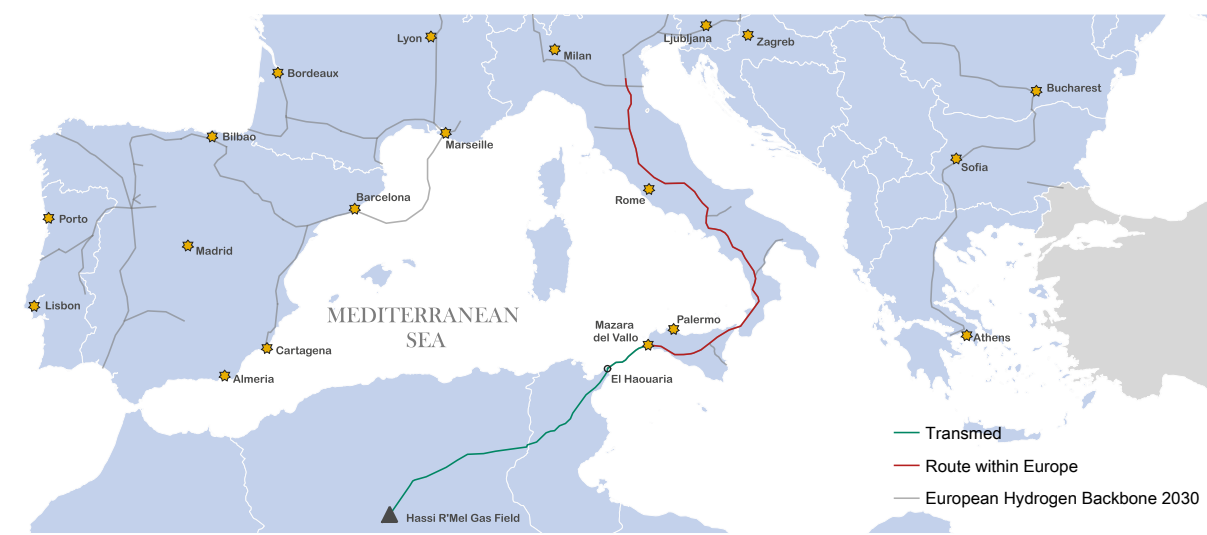 Lyon
Ljubljana
Zagreb
Milan
Bordeaux
Bucharest
Bilbao
Marseille
Sofia
Barcelona
Rome
Porto
Madrid
Lisbon
MEDITERRANEAN
SEA
Mazara
del Vallo
Palermo
Athens
Cartagena
El Haouaria
Almeria
Hassi R'Mel Gas Field
Transmed
Route within Europe
European Hydrogen Backbone 2030